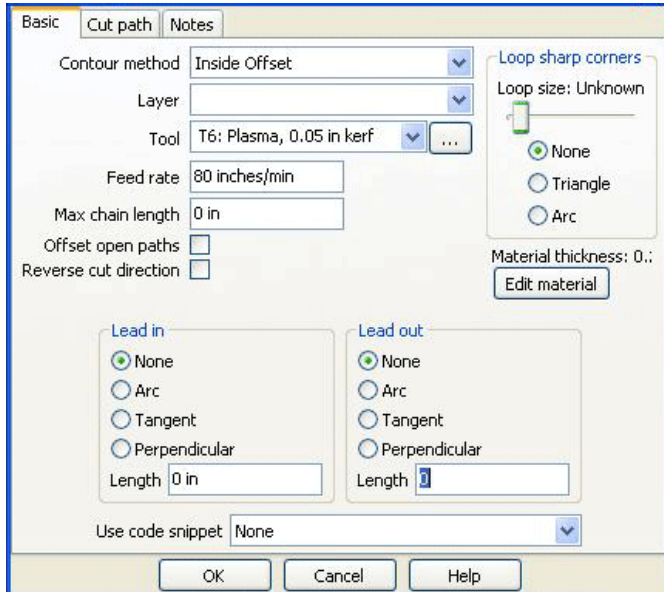 Basic Cut path Notes
Contour method Inside Offset
Layer
Tool T6: Plasma, 0.05 in kerf ...
Feed rate 80 inches/min
Max chain length 0 in
Offset open paths
Reverse cut direction
Loop sharp corners
Loop size: Unknown
None
Triangle
Arc
Material thickness: 0.:
Edit material
Lead in
None
Arc
Tangent
Perpendicular
Length 0 in
Lead out
None
Arc
Tangent
Perpendicular
Length 0
Use code snippet None
OK Cancel Help